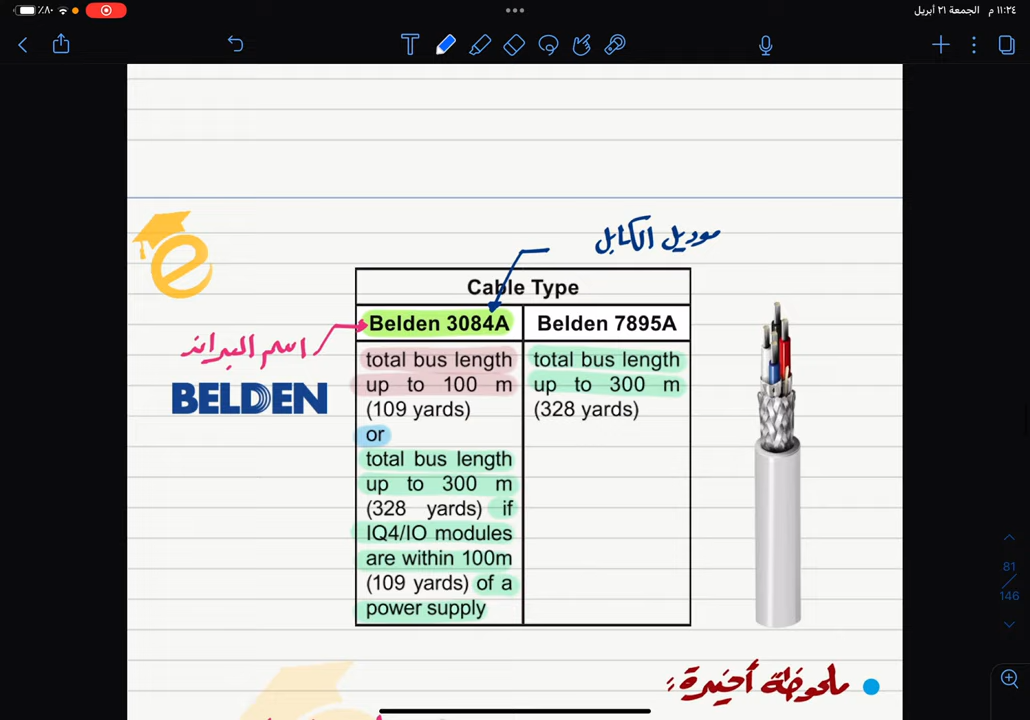 ٪٨٠
١١:٢٤ م الجمعة ٢١ أبريل
موديل الكابل
Cable Type
Belden 3084A
Belden 7895A
اسم البراند
BELDEN
total bus length
up to 100 m
(109 yards)
or
total bus length
up to 300 m
(328 yards) if
IQ4/IO modules
are within 100m
(109 yards) of a
power supply
total bus length
up to 300 m
(328 yards)
81
146
ملحوظة أخيرة: